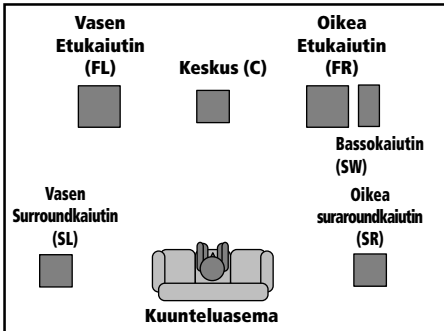 Vasen
Etukaiutin
(FL)
Keskus (C)
Oikea
Etukaiutin
(FR)
Bassokaiutin
(SW)
Vasen
Surroundkaiutin
(SL)
Oikea
suraroundkaiutin
(SR)
Kuunteluasema